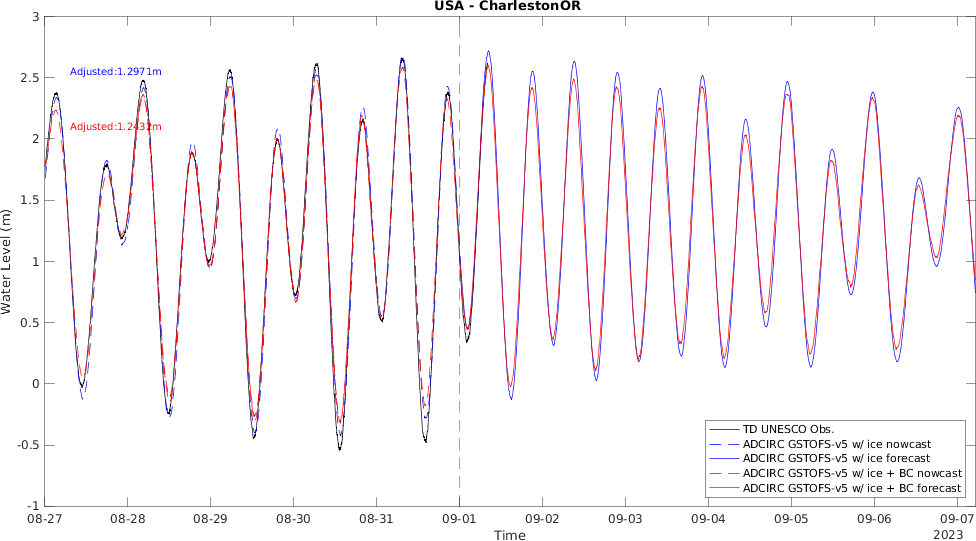 USA - CharlestonOR
3
2.5
2
1.5
1
0.5
0
-0.5
-1
Water Level (m)
Adjusted:1.2971m
Adjusted:1.2432m
TD UNESCO Obs.
ADCIRC GSTOFS-v5 w/ ice nowcast
ADCIRC GSTOFS-v5 w/ ice forecast
ADCIRC GSTOFS-v5 w/ ice + BC nowcast
ADCIRC GSTOFS-v5 w/ ice + BC forecast
08-27 08-28 08-29 08-30 08-31 09-01 09-02 09-03 09-04 09-05 09-06 09-07
Time
2023